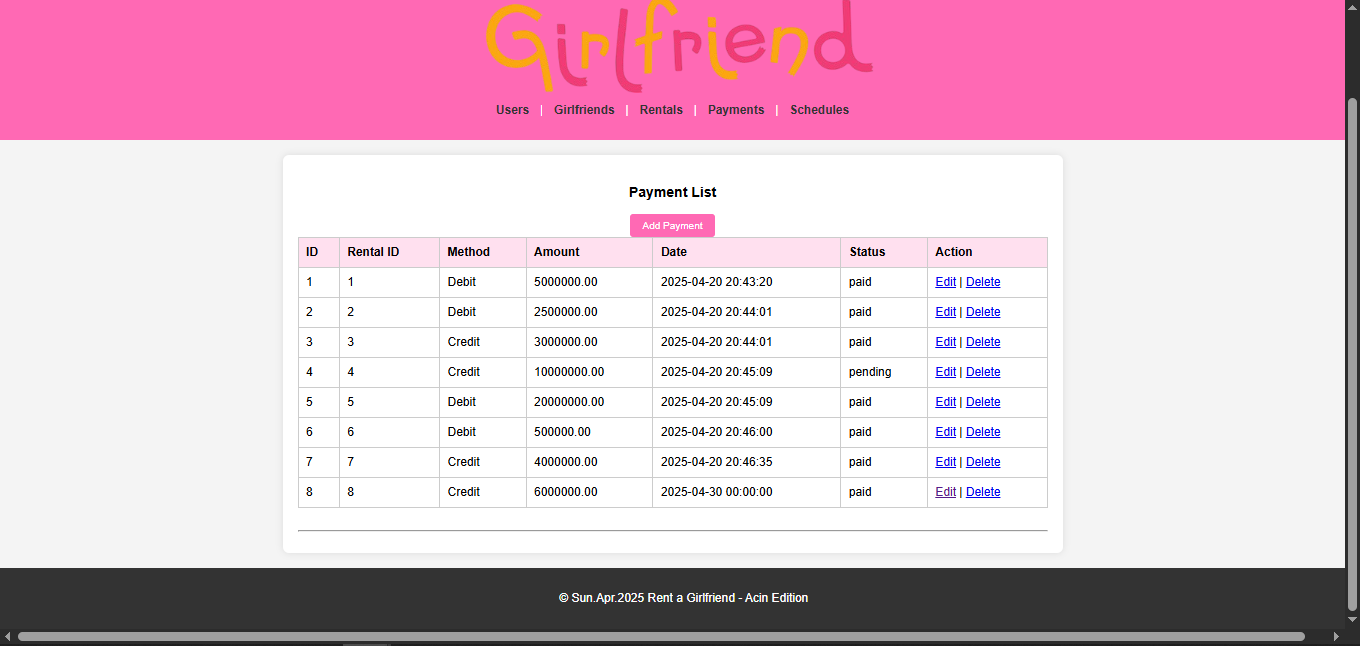 Girlfriend
Users | Girlfriends | Rentals | Payments | Schedules
Payment List
Add Payment
ID Rental ID Method Amount Date Status Action
1 1 Debit 5000000.00 2025-04-20 20:43:20 paid Edit | Delete
2 2 Debit 2500000.00 2025-04-20 20:44:01 paid Edit | Delete
3 3 Credit 3000000.00 2025-04-20 20:44:01 paid Edit | Delete
4 4 Credit 10000000.00 2025-04-20 20:45:09 pending Edit | Delete
5 5 Debit 20000000.00 2025-04-20 20:45:09 paid Edit | Delete
6 6 Debit 500000.00 2025-04-20 20:46:00 paid Edit | Delete
7 7 Credit 4000000.00 2025-04-20 20:46:35 paid Edit | Delete
8 8 Credit 6000000.00 2025-04-30 00:00:00 paid Edit | Delete
© Sun.Apr.2025 Rent a Girlfriend - Acin Edition